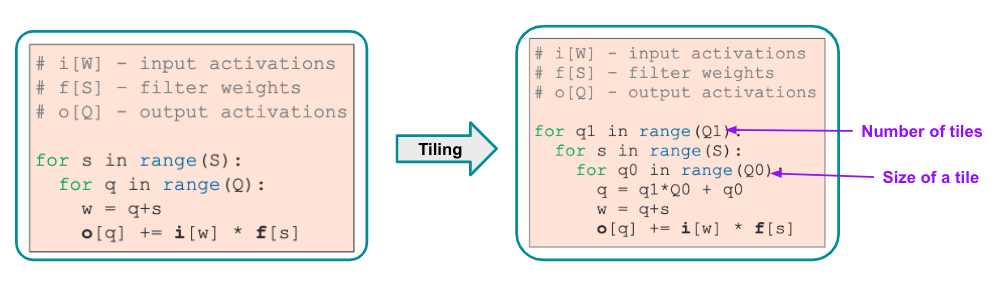 # i[W] - input activations
# f[S] - filter weights
# o[Q] - output activations
for s in range(S):
for q in range(Q):
w = q+s
o[q] += i[w] * f[s]
Tiling
# i[W] - input activations
# f[S] - filter weights
# o[Q] - output activations
for q1 in range(Q1):
for s in range(S):
for q0 in range(Q0):
q = q1*Q0 + q0
w = q+s
o[q] += i[w] * f[s]
Number of tiles
Size of a tile